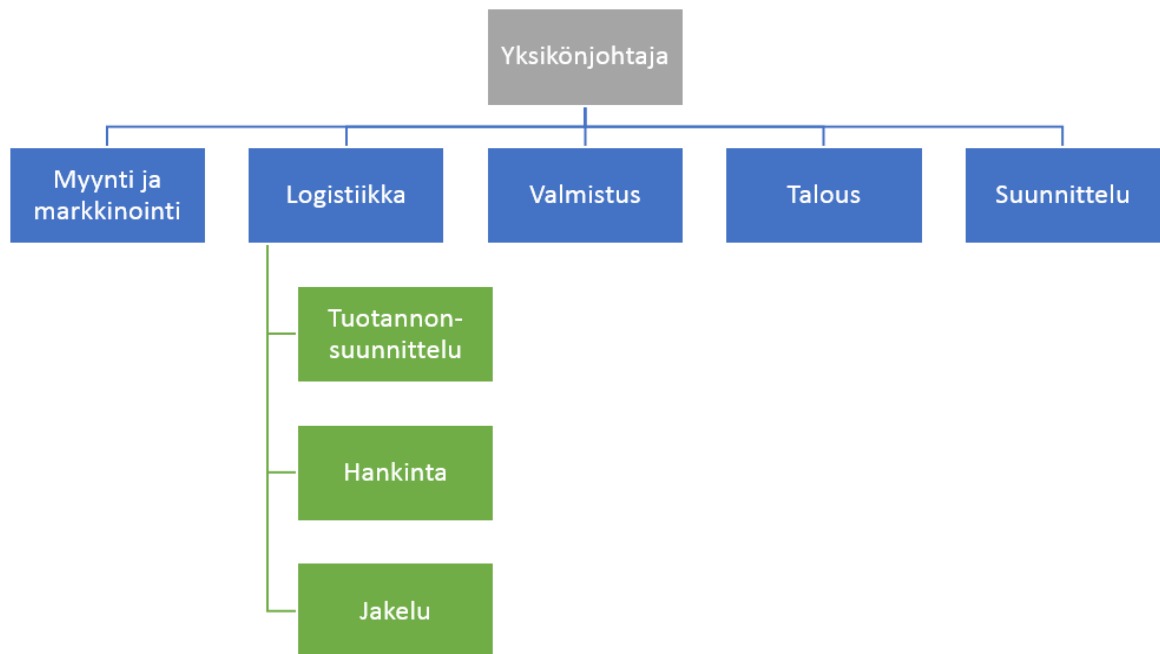 Yksikönjohtaja
Myynti ja
markkinointi
Logistiikka
Valmistus
Talous
Suunnittelu
Tuotannon-
suunnittelu
Hankinta
Jakelu